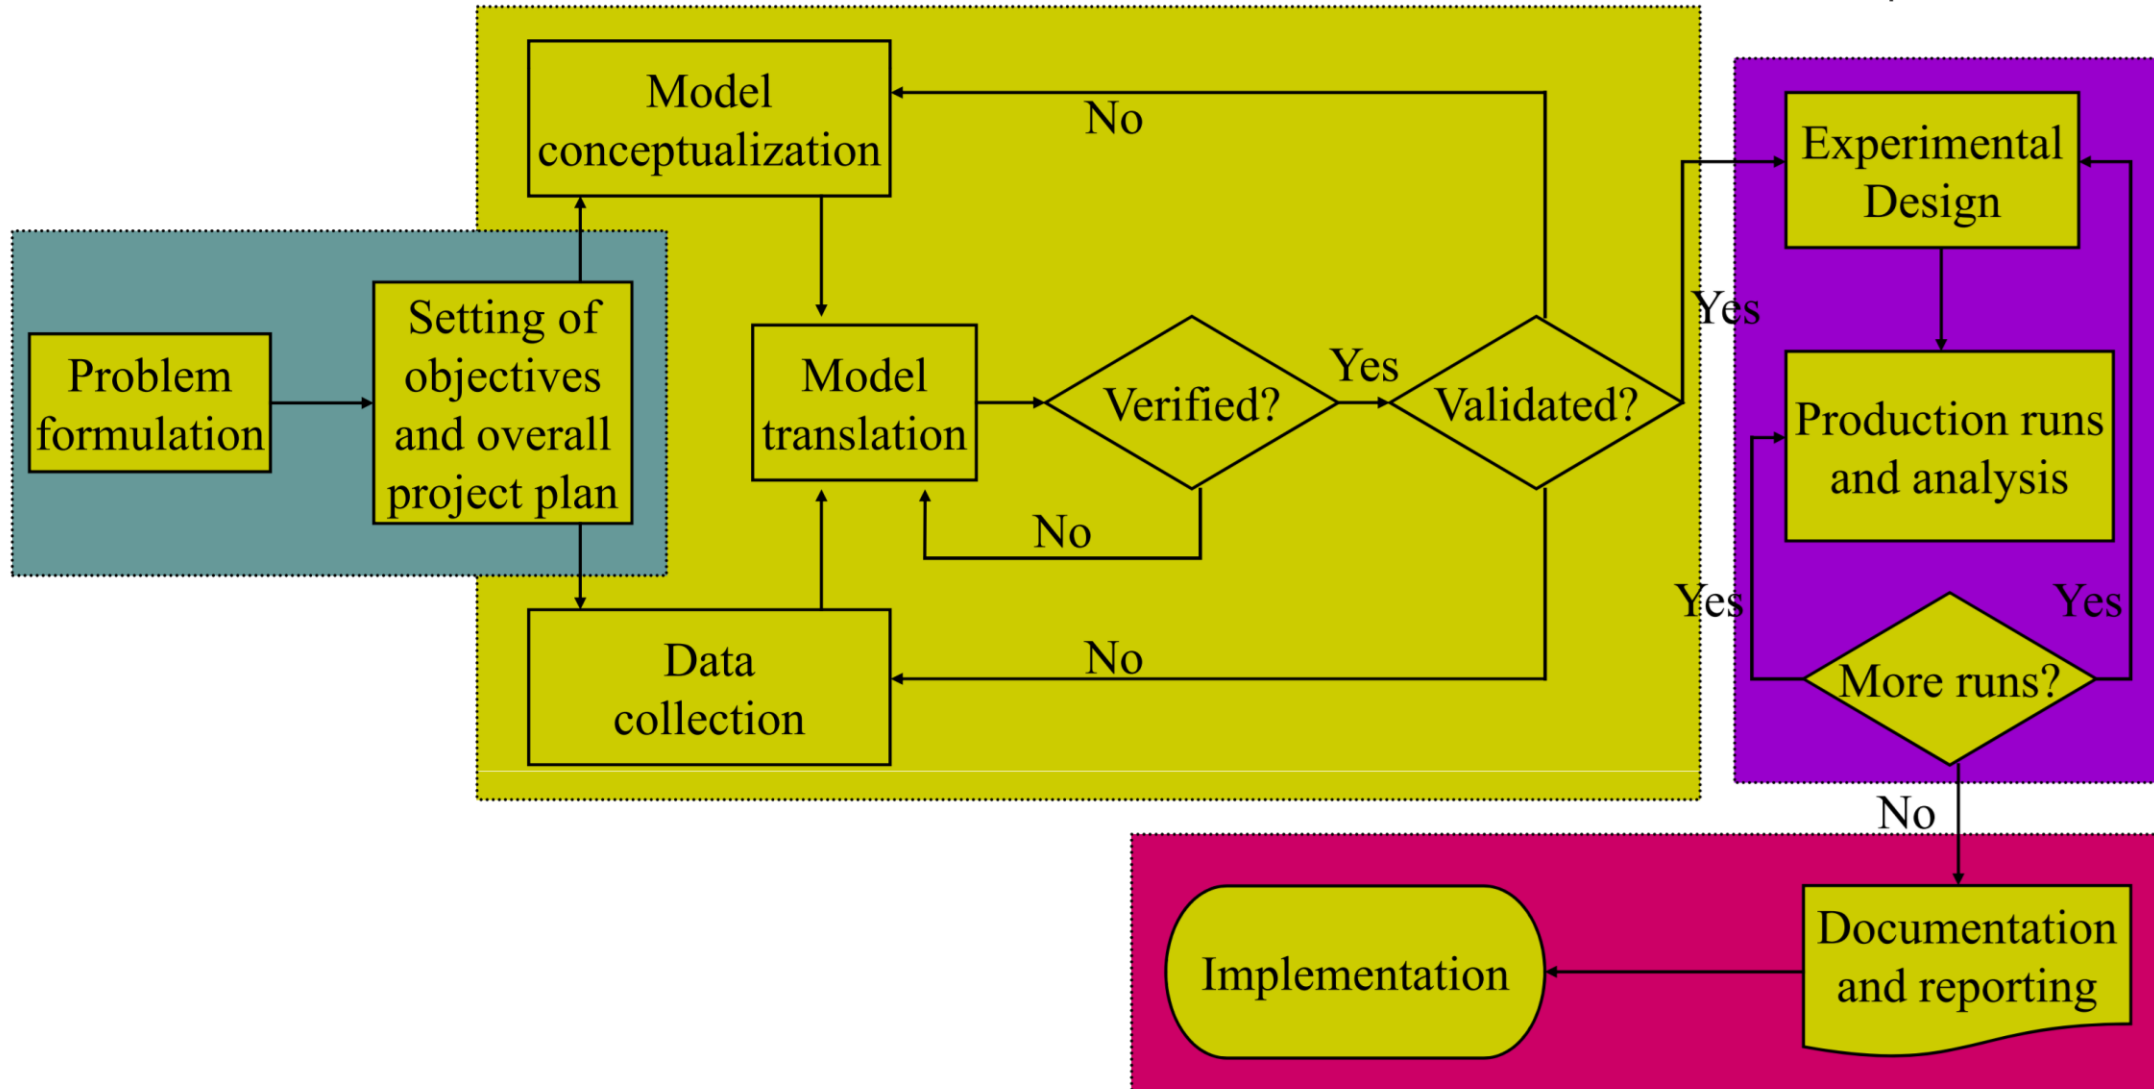 Problem
formulation
Setting of
objectives
and overall
project plan
Model
conceptualization
No
Model
translation
Verified?
Yes
Validated?
No
Data
collection
No
Yes
Experimental
Design
Production runs
and analysis
Yes
Yes
More runs?
No
Documentation
and reporting
Implementation